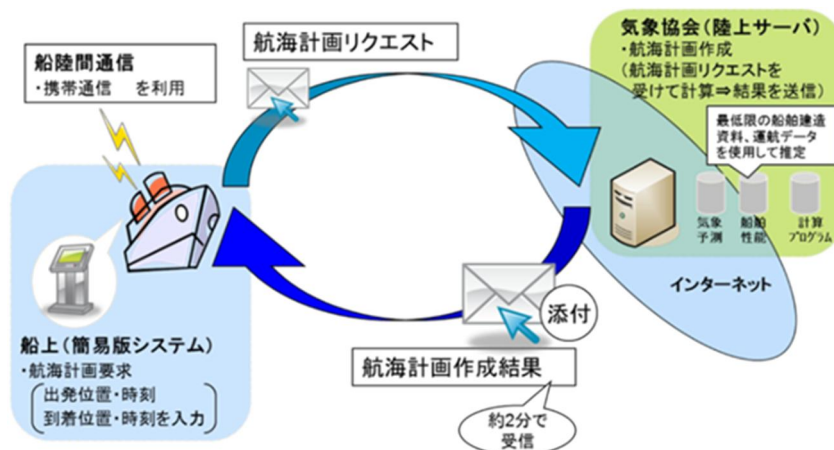 船陸間通信
・携帯通信　を利用
航海計画リクエスト
気象協会(陸上サーバ)
・航海計画作成
(航海計画リクエストを
受けて計算⇒結果を送信)
最低限の船舶建造
資料、運航データ
を使用して推定
気象
予測
船舶
性能
計算
プログラム
インターネット
船上(簡易版システム)
・航海計画要求
出発位置・時刻
到着位置・時刻を入力
添付
航海計画作成結果
約2分で
受信